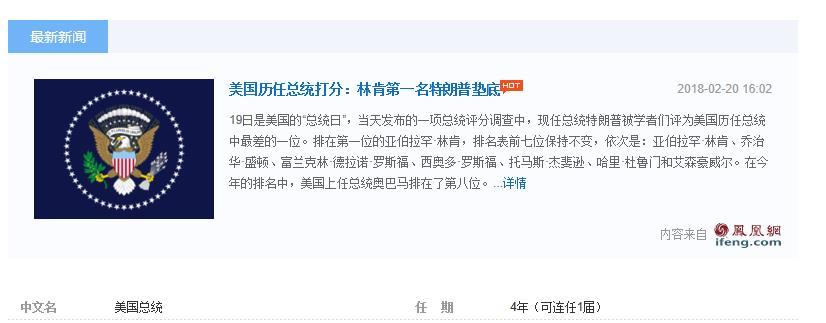 最新新闻
美国历任总统打分：林肯第一名特朗普垫底 HOT 2018-02-20 16:02
19日是美国的“总统日”，当天发布的一项总统评分调查中，现任总统特朗普被学者们评为美国历任总统
中最差的一位。排在第一位的亚伯拉罕·林肯，排名表前七位保持不变，依次是：亚伯拉罕·林肯、乔治
华·盛顿、富兰克林·德拉诺·罗斯福、西奥多·罗斯福、托马斯·杰斐逊、哈里·杜鲁门和艾森豪威尔。在今
年的排名中，美国上任总统奥巴马排在了第八位。...详情
内容来自 鳳凰網
ifeng.com
中文名 美国总统 任 期 4年（可连任1届）